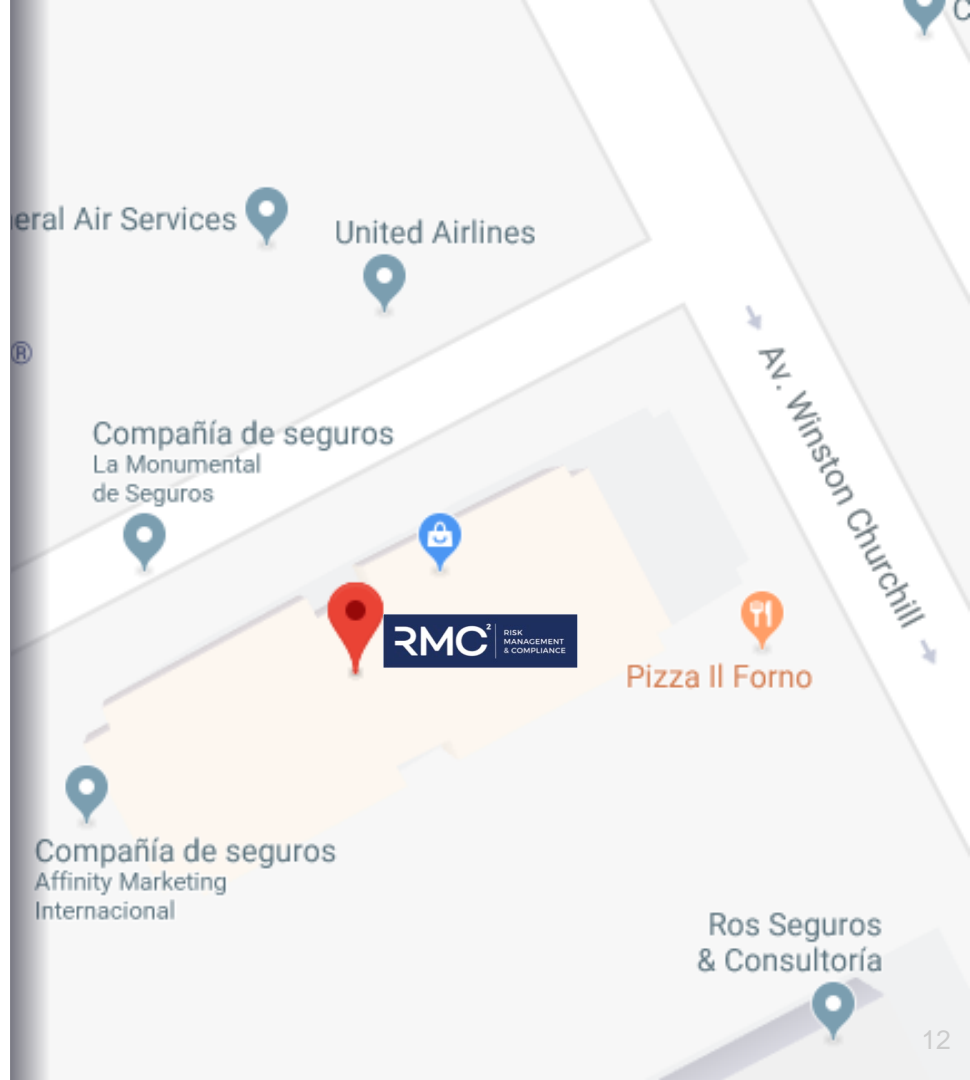 eral Air Services
United Airlines
®
Av. Winston Churchill
Compañía de seguros
La Monumental
de Seguros
RMC²
RISK
MANAGEMENT
& COMPLIANCE
Pizza Il Forno
Compañía de seguros
Affinity Marketing
Internacional
Ros Seguros
& Consultoría
12